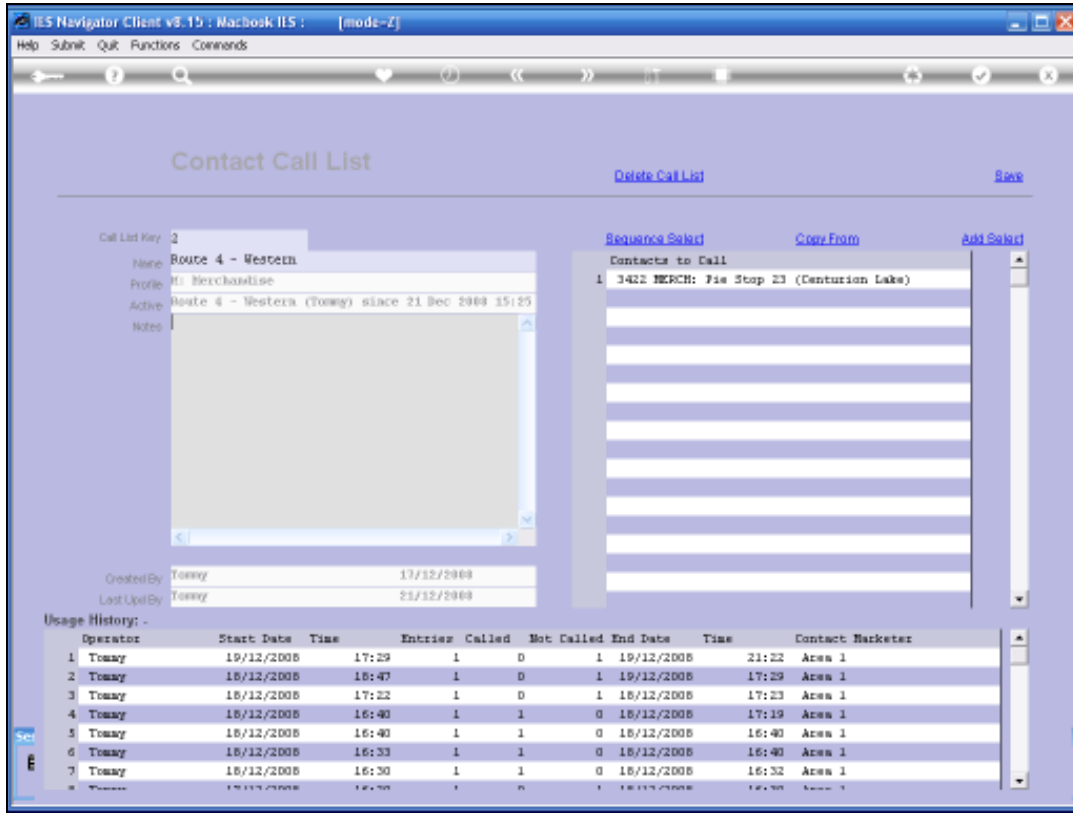 IES Navigator Client v8.15 : Macbook IES : [mode-Z]
Help Submit Quit Functions Commands
Contact Call List
Delete Call List Save
Call List Key 2
Sequence Select Copy From Add Select
Name Route 4 - Western
Contacts to Call
Profile M: Merchandise
1 3422 MERCH: Pie Stop 23 (Centurion Lake)
Active Route 4 - Western (Tommy) since 21 Dec 2008 15:25
Notes
Created By Tommy 17/12/2008
Last Upd By Tommy 21/12/2008
Usage History: -
Operator Start Date Time Entries Called Not Called End Date Time Contact Marketer
1 Tommy 19/12/2008 17:29 1 0 1 19/12/2008 21:22 Area 1
2 Tommy 18/12/2008 18:47 1 0 1 19/12/2008 17:29 Area 1
3 Tommy 18/12/2008 17:22 1 0 1 18/12/2008 17:23 Area 1
4 Tommy 18/12/2008 16:40 1 1 0 18/12/2008 17:19 Area 1
5 Tommy 18/12/2008 16:40 1 1 0 18/12/2008 16:40 Area 1
6 Tommy 18/12/2008 16:33 1 1 0 18/12/2008 16:40 Area 1
7 Tommy 18/12/2008 16:30 1 1 0 18/12/2008 16:32 Area 1